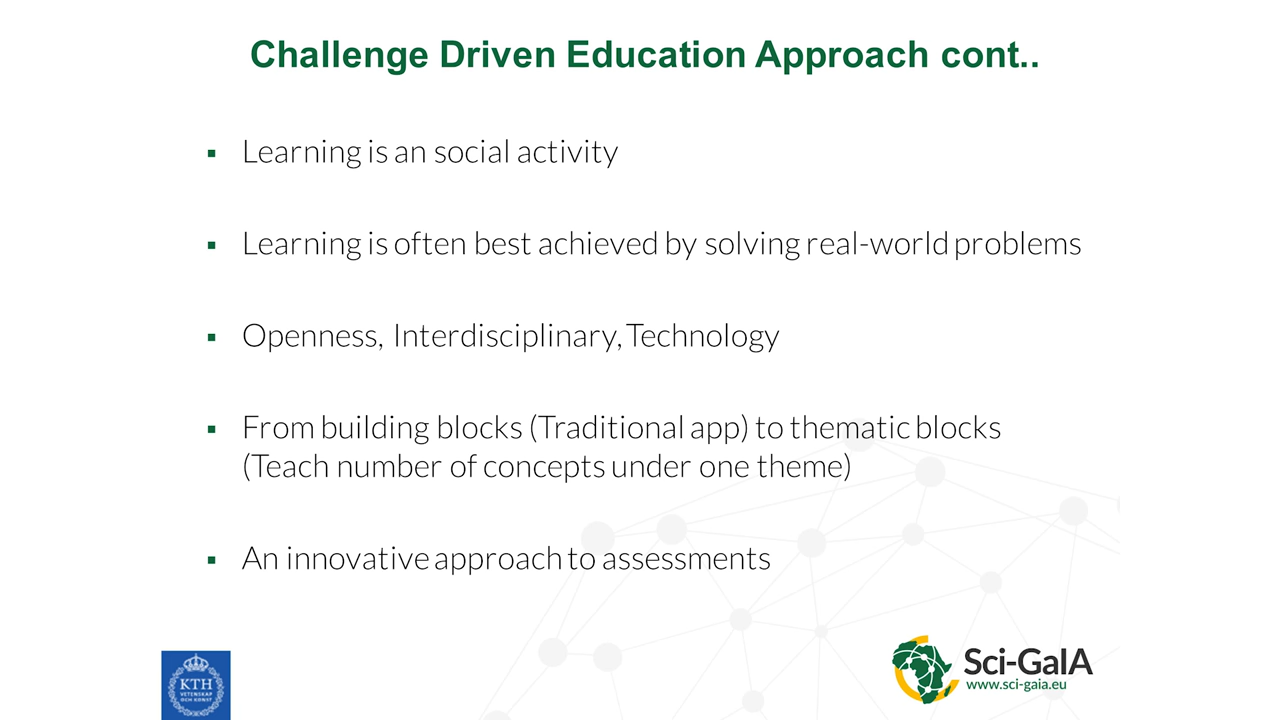 Challenge Driven Education Approach cont..
▪ Learning is an social activity
▪ Learning is often best achieved by solving real-world problems
▪ Openness, Interdisciplinary, Technology
▪ From building blocks (Traditional app) to thematic blocks
(Teach number of concepts under one theme)
▪ An innovative approach to assessments
KTH
VETENSKAP
OCH KONST
Sci-GaIA
www.sci-gaia.eu